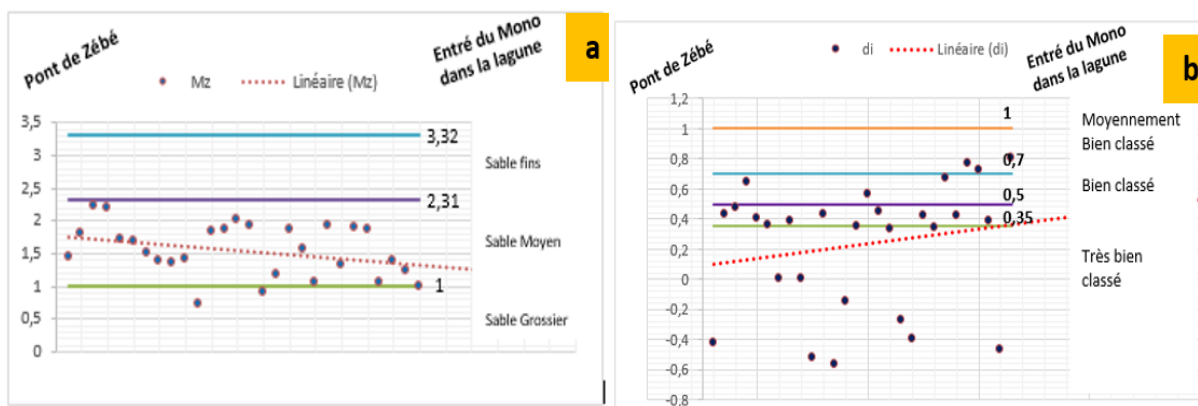 Pont de Zébé
Entré du Mono
dans la lagune
a
Mz
Linéaire (Mz)
3,5
3
2,5
2
1,5
1
0,5
0
3,32
2,31
1
Sable fins
Sable Moyen
Sable Grossier
Pont de Zébé
di
Linéaire (di)
Entré du Mono
dans la lagune
b
1,2
1
0,8
0,6
0,4
0,2
0
-0,2
-0,4
-0,6
-0,8
1
0,7
0,5
0,35
Moyennement
Bien classé
Bien classé
Très bien
classé